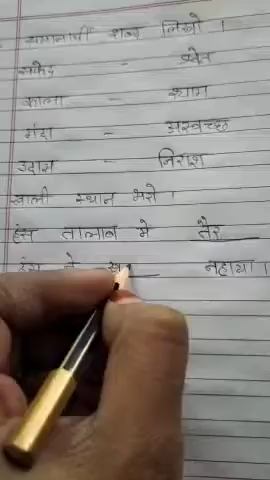 समानार्थी शब्द लिखो ।
सफेद - श्वेत
काला - श्याम
गंदा - अस्वच्छ
उदास - निराश
खाली स्थान भरो ।
हंस तालाब में तैर
नहाया ।